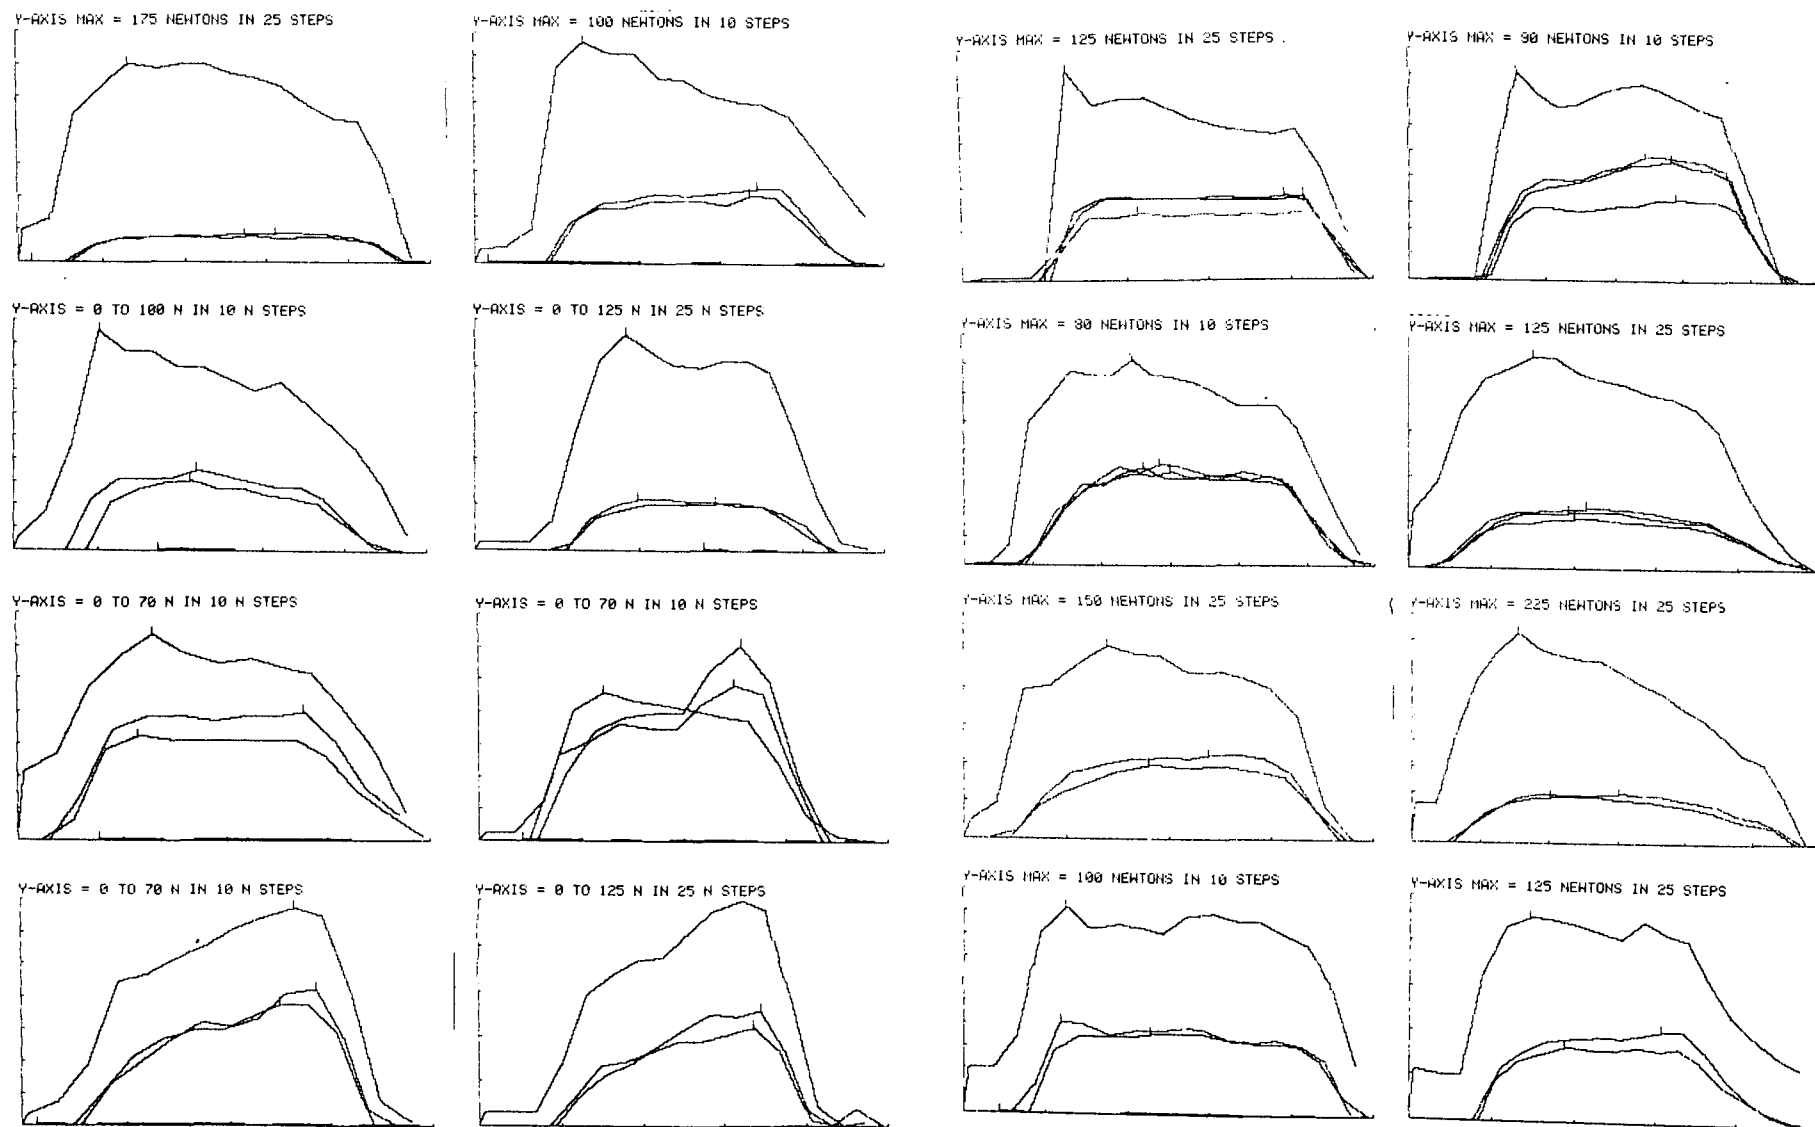 Y-AXIS MAX = 175 NEWTONS IN 25 STEPS
Y-AXIS MAX = 100 NEWTONS IN 10 STEPS
Y-AXIS MAX = 125 NEWTONS IN 25 STEPS
Y-AXIS MAX = 90 NEWTONS IN 10 STEPS
Y-AXIS = 0 TO 100 N IN 10 N STEPS
Y-AXIS = 0 TO 125 N IN 25 N STEPS
Y-AXIS MAX = 80 NEWTONS IN 10 STEPS
Y-AXIS MAX = 125 NEWTONS IN 25 STEPS
Y-AXIS = 0 TO 70 N IN 10 N STEPS
Y-AXIS = 0 TO 70 N IN 10 N STEPS
Y-AXIS MAX = 150 NEWTONS IN 25 STEPS
Y-AXIS MAX = 225 NEWTONS IN 25 STEPS
Y-AXIS = 0 TO 70 N IN 10 N STEPS
Y-AXIS = 0 TO 125 N IN 25 N STEPS
Y-AXIS MAX = 100 NEWTONS IN 10 STEPS
Y-AXIS MAX = 125 NEWTONS IN 25 STEPS